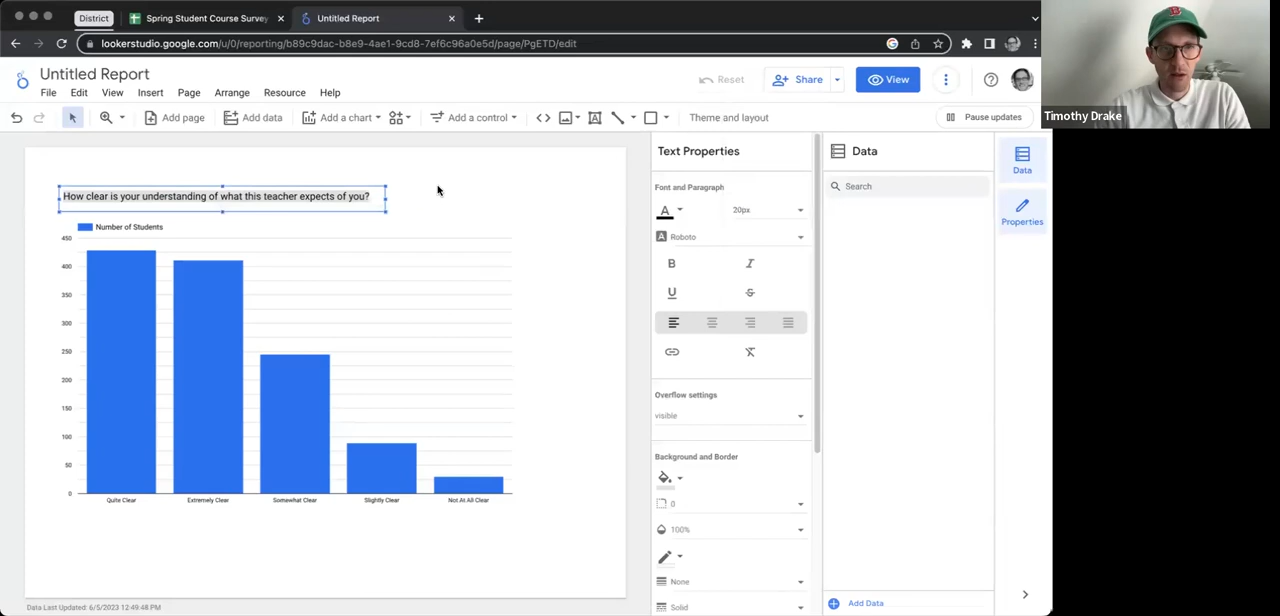 District
Spring Student Course Survey
Untitled Report
lookerstudio.google.com/u/0/reporting/b89c9dac-b8e9-4ae1-9cd8-7ef6c96a0e5d/page/PgETD/edit
Untitled Report
File Edit View Insert Page Arrange Resource Help
Reset
Share
View
Add page
Add data
Add a chart
Add a control
Theme and layout
Pause updates
Timothy Drake
How clear is your understanding of what this teacher expects of you?
Number of Students
450
400
350
300
250
200
150
100
50
0
Quite Clear Extremely Clear Somewhat Clear Slightly Clear Not At All Clear
Data Last Updated: 6/5/2023 12:49:48 PM
Text Properties
Font and Paragraph
A 20px
A Roboto
B I
U S
Overflow settings
visible
Background and Border
0
100%
None
Solid
Data
Search
Add Data
Data
Properties